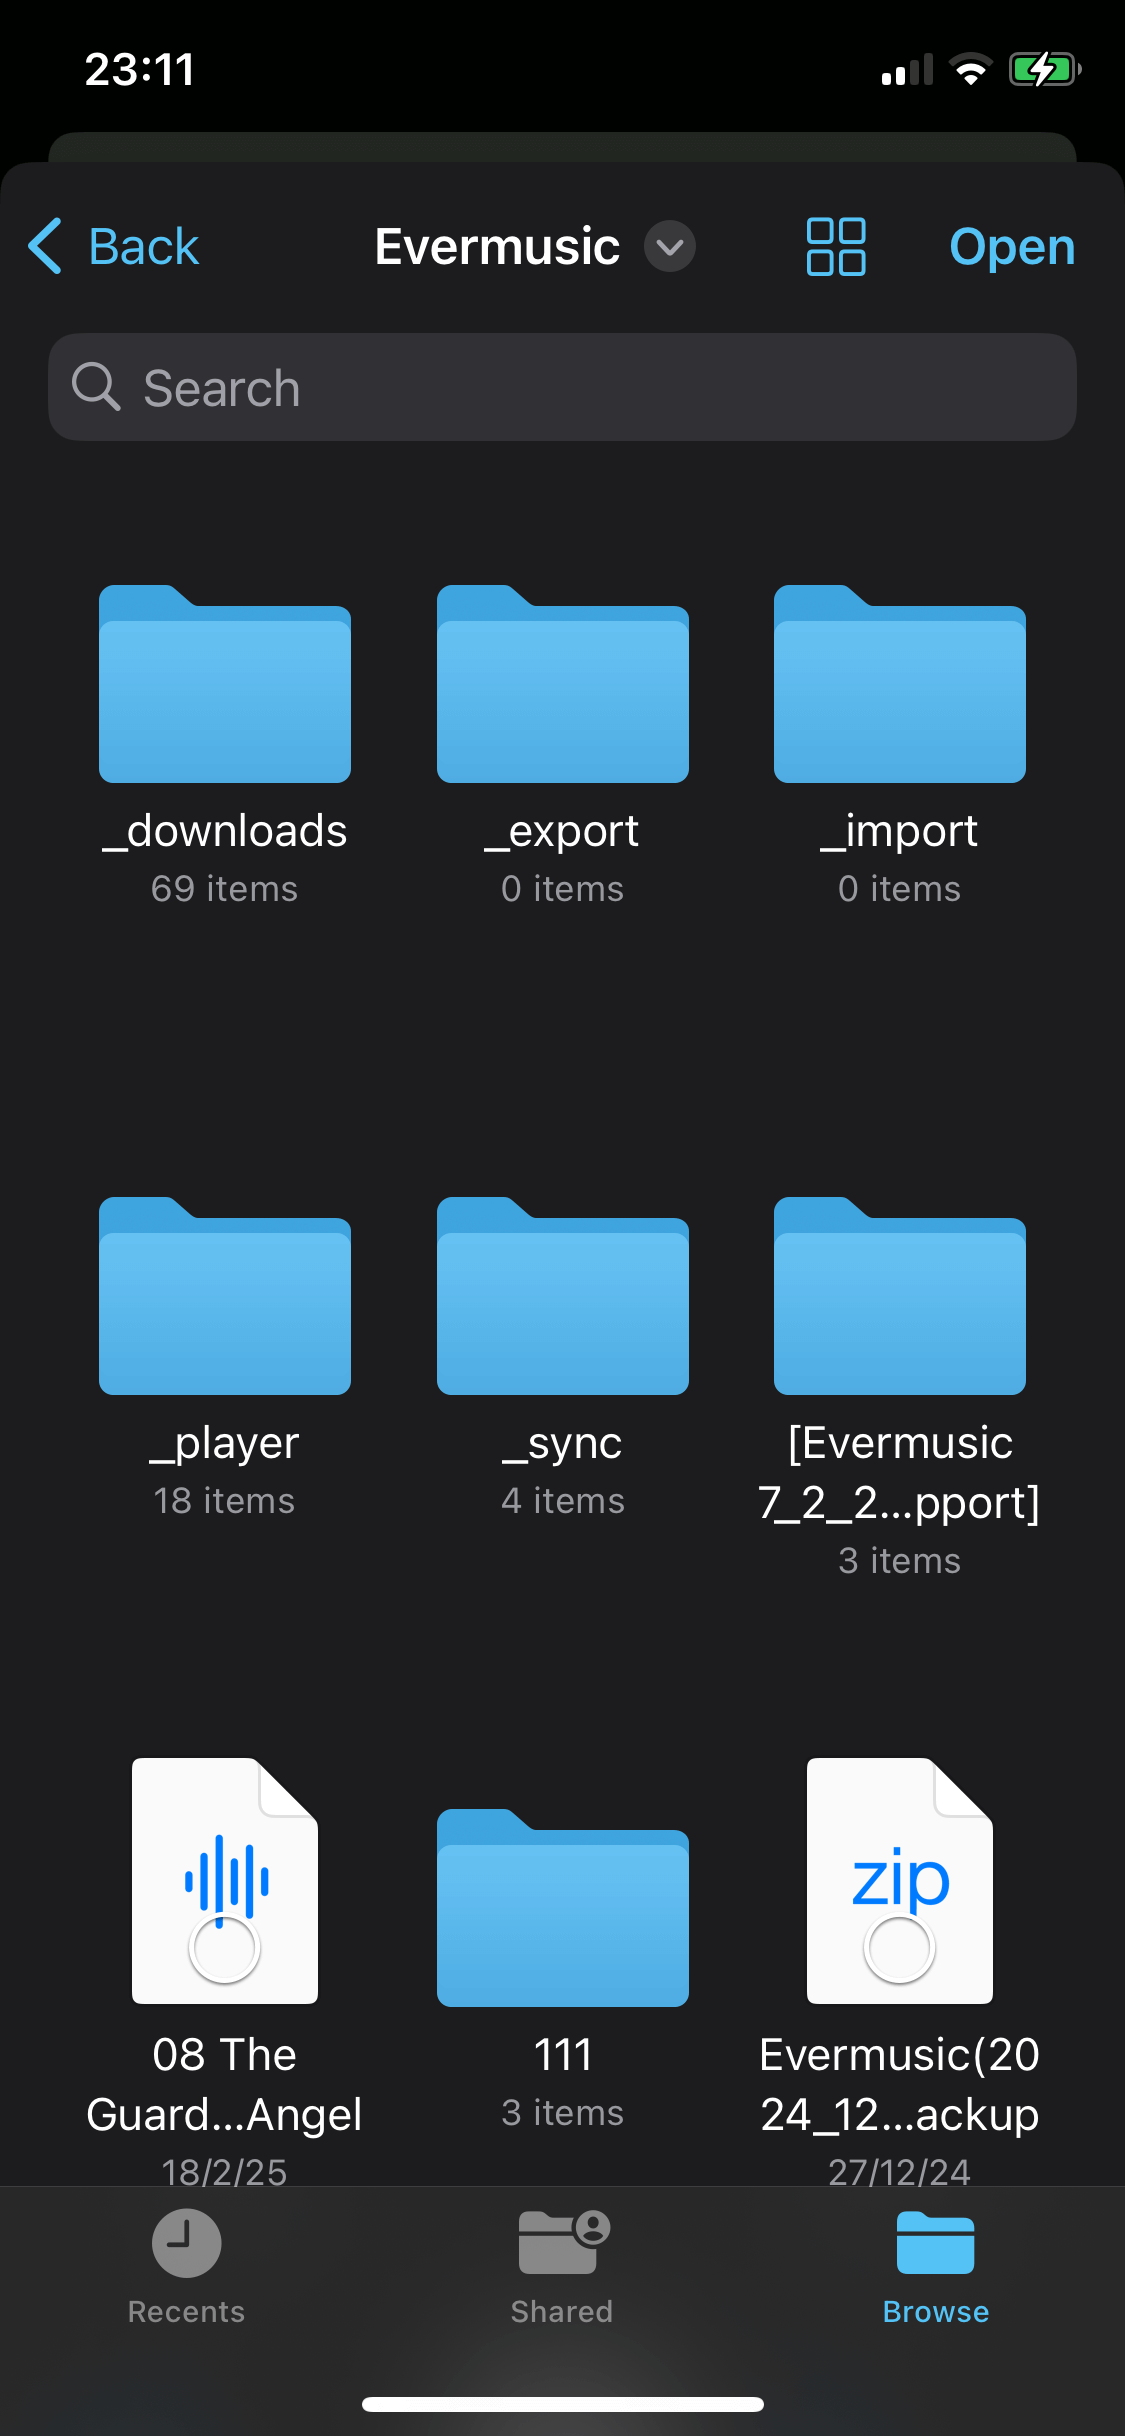 23:11
Back
Evermusic
Open
Search
_downloads
69 items
_export
0 items
_import
0 items
_player
18 items
_sync
4 items
[Evermusic
7_2_2...pport]
3 items
zip
08 The
Guard...Angel
18/2/25
111
3 items
Evermusic(20
24_12...ackup
27/12/24
Recents
Shared
Browse